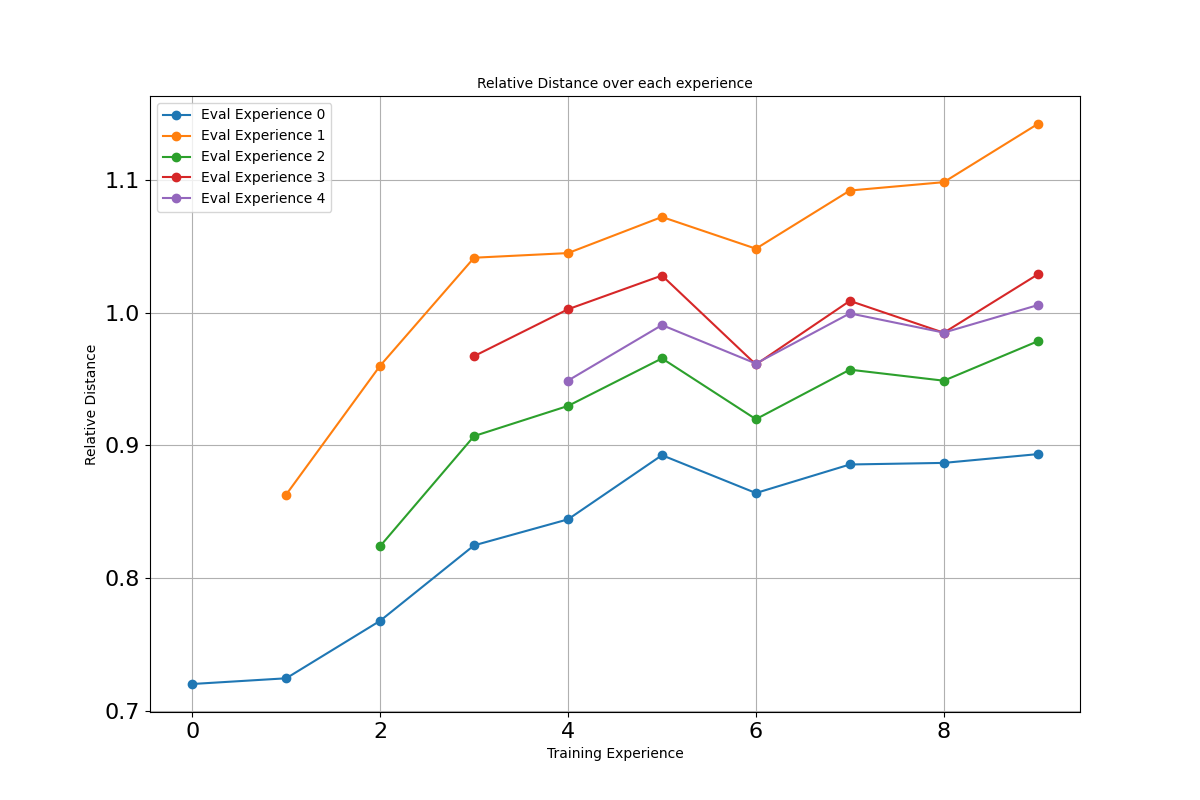 Relative Distance over each experience
Eval Experience 0
Eval Experience 1
Eval Experience 2
Eval Experience 3
Eval Experience 4
1.1
1.0
0.9
0.8
0.7
Relative Distance
0 2 4 6 8
Training Experience